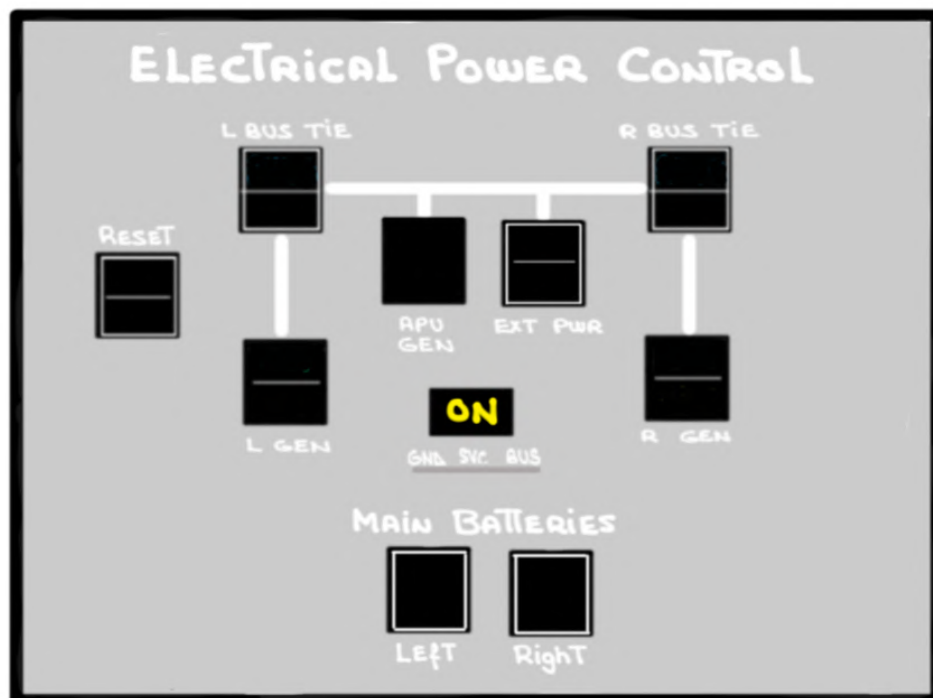 ELECTRICAL POWER CONTROL
L BUS TiE
R BUS TiE
RESET
APU
GEN
EXT PWR
ON
L GEN
R GEN
GND SVC BUS
MAiN BATTERiES
LEfT
RighT